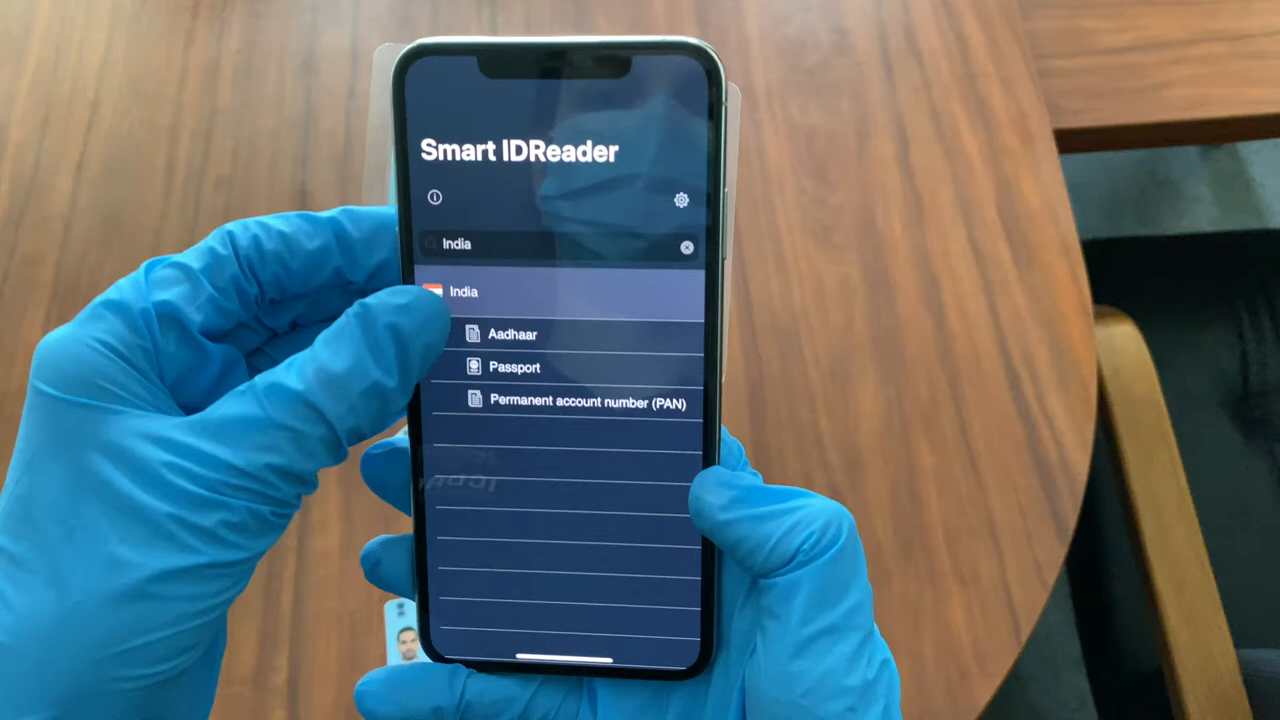 Smart IDReader
India
India
Aadhaar
Passport
Permanent account number (PAN)